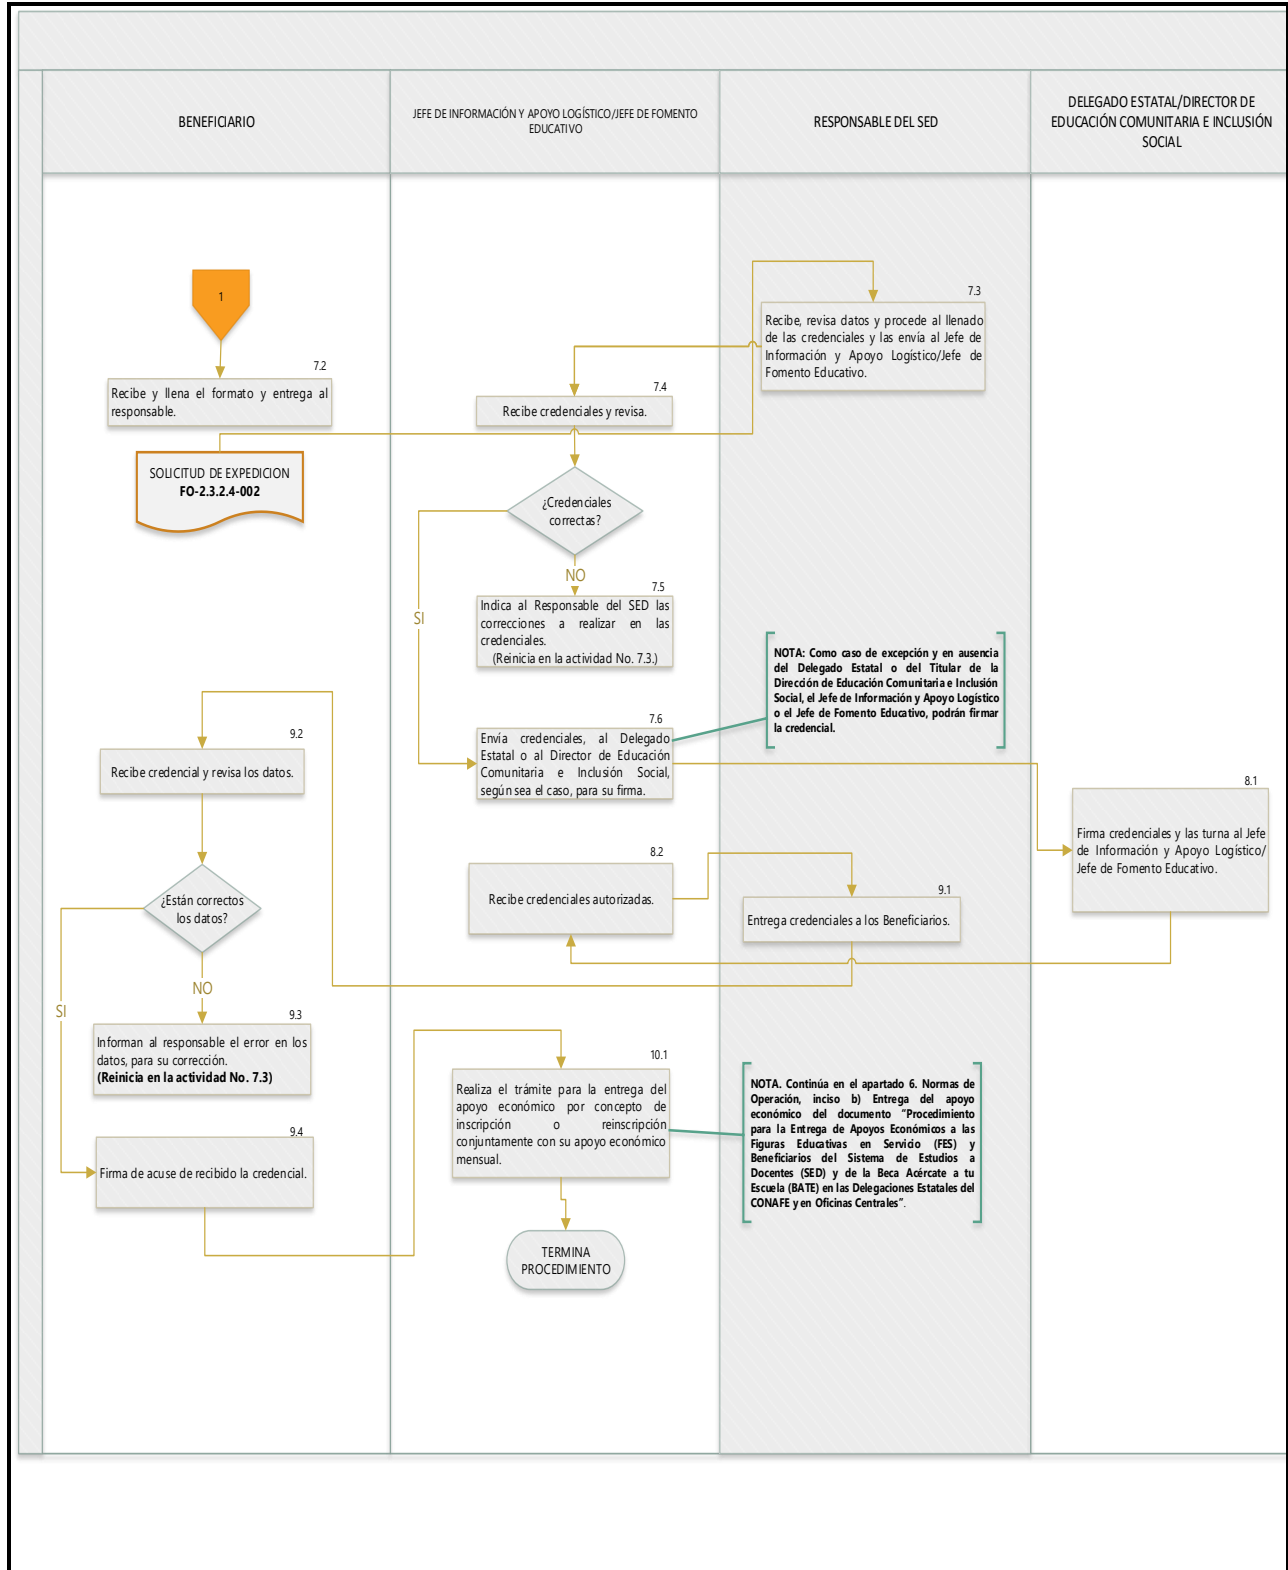 BENEFICIARIO
JEFE DE INFORMACIÓN Y APOYO LOGÍSTICO/JEFE DE FOMENTO
EDUCATIVO
RESPONSABLE DEL SED
DELEGADO ESTATAL/DIRECTOR DE
EDUCACIÓN COMUNITARIA E INCLUSIÓN
SOCIAL
1
7.2
Recibe y llena el formato y entrega al
responsable.
SOLICITUD DE EXPEDICION
FO-2.3.2.4-002
7.3
Recibe, revisa datos y procede al llenado
de las credenciales y las envía al Jefe de
Información y Apoyo Logístico/Jefe de
Fomento Educativo.
7.4
Recibe credenciales y revisa.
¿Credenciales
correctas?
NO
SI
7.5
Indica al Responsable del SED las
correcciones a realizar en las
credenciales.
(Reinicia en la actividad No. 7.3.)
7.6
Envía credenciales, al Delegado
Estatal o al Director de Educación
Comunitaria e Inclusión Social,
según sea el caso, para su firma.
NOTA: Como caso de excepción y en ausencia
del Delegado Estatal o del Titular de la
Dirección de Educación Comunitaria e Inclusión
Social, el Jefe de Información y Apoyo Logístico
o el Jefe de Fomento Educativo, podrán firmar
la credencial.
8.1
Firma credenciales y las turna al Jefe
de Información y Apoyo Logístico/
Jefe de Fomento Educativo.
8.2
Recibe credenciales autorizadas.
9.1
Entrega credenciales a los Beneficiarios.
9.2
Recibe credencial y revisa los datos.
¿Están correctos
los datos?
NO
SI
9.3
Informan al responsable el error en los
datos, para su corrección.
(Reinicia en la actividad No. 7.3)
9.4
Firma de acuse de recibido la credencial.
10.1
Realiza el trámite para la entrega del
apoyo económico por concepto de
inscripción o reinscripción
conjuntamente con su apoyo económico
mensual.
NOTA. Continúa en el apartado 6. Normas de
Operación, inciso b) Entrega del apoyo
económico del documento "Procedimiento
para la Entrega de Apoyos Económicos a las
Figuras Educativas en Servicio (FES) y
Beneficiarios del Sistema de Estudios a
Docentes (SED) y de la Beca Acércate a tu
Escuela (BATE) en las Delegaciones Estatales del
CONAFE y en Oficinas Centrales".
TERMINA
PROCEDIMIENTO